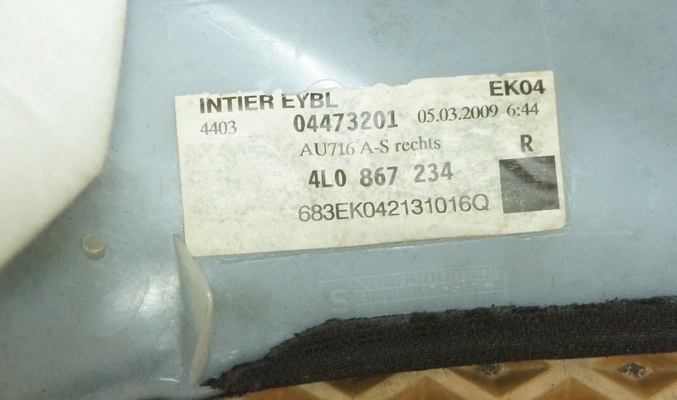 INTIER EYBL EK04
4403 04473201 05.03.2009 6:44
AU716 A-S rechts R
4L0 867 234
683EK042131016Q